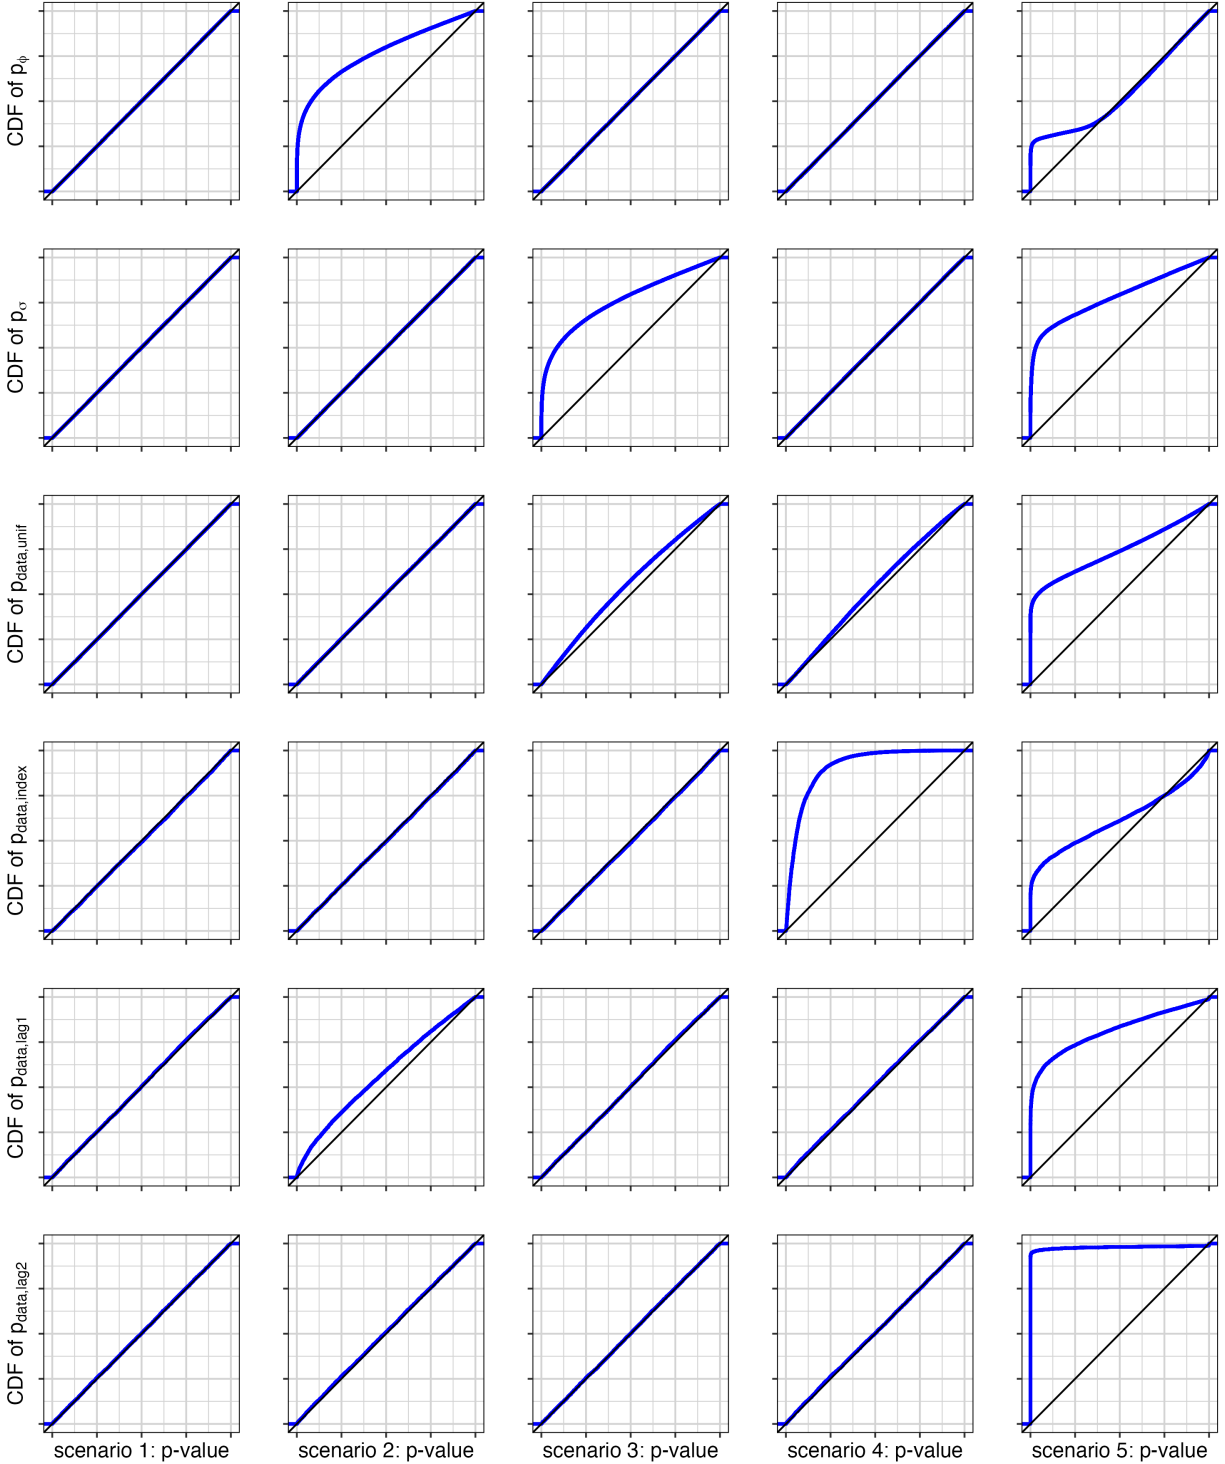 CDF of pϕ
CDF of pσ
CDF of pdata,unif
CDF of pdata,index
CDF of pdata,lag1
CDF of pdata,lag2
scenario 1: p-value
scenario 2: p-value
scenario 3: p-value
scenario 4: p-value
scenario 5: p-value